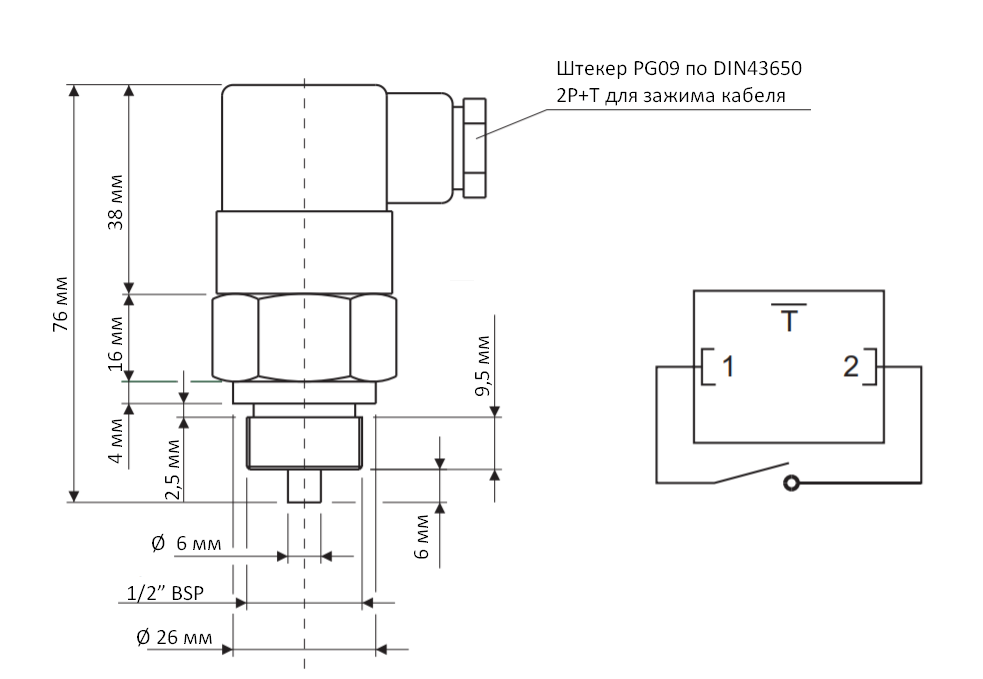 Штекер PG09 по DIN43650
2P+T для зажима кабеля
76 мм
38 мм
16 мм
4 мм
2,5 мм
9,5 мм
6 мм
Ø 6 мм
1/2” BSP
Ø 26 мм
T
1
2